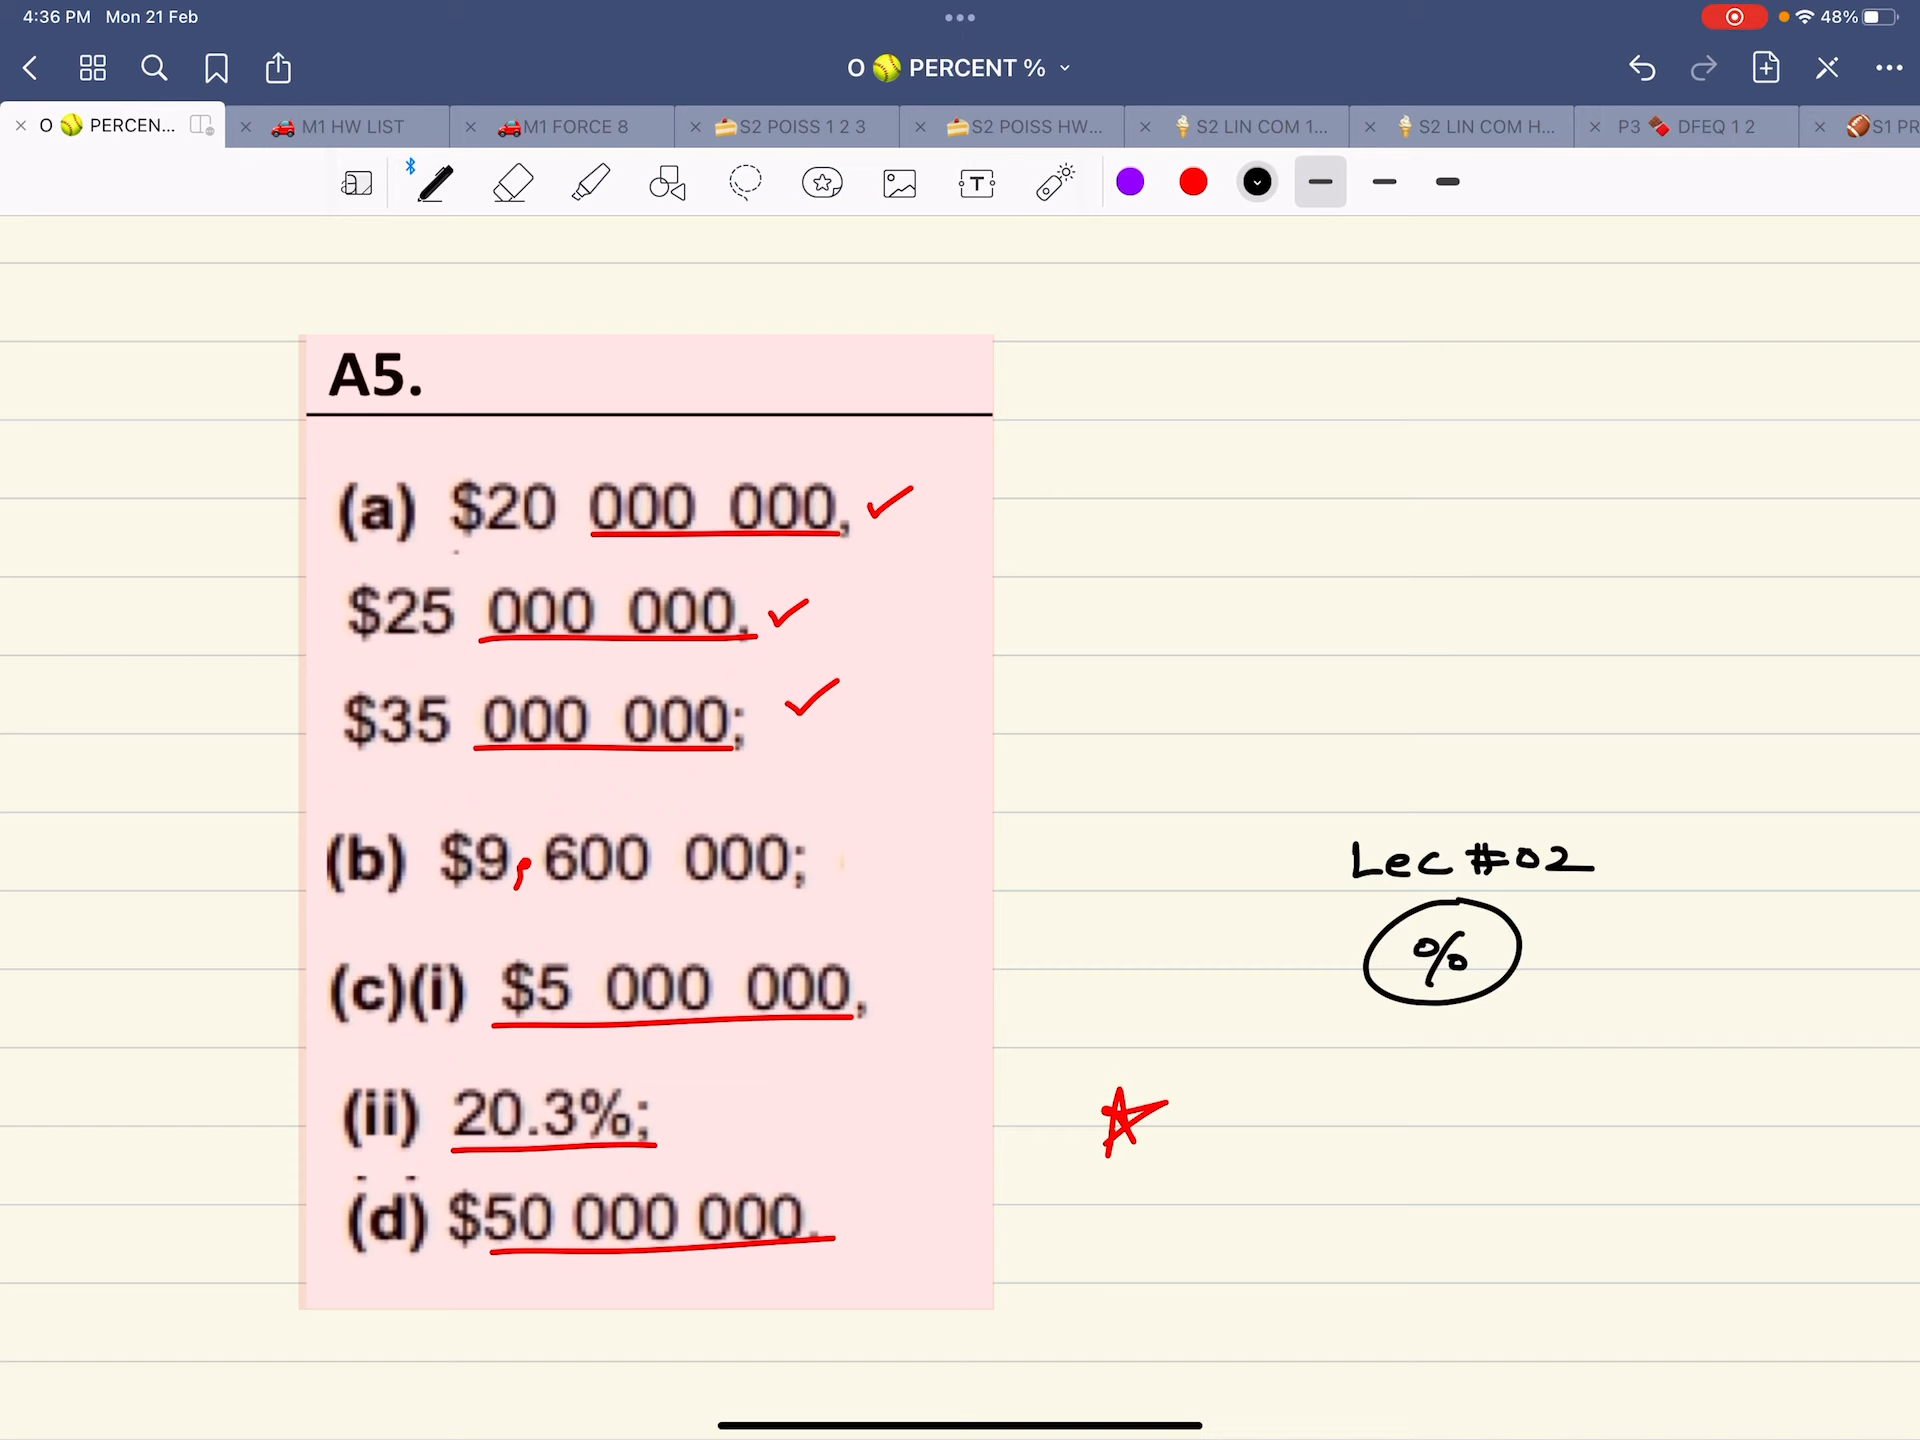 4:36 PM Mon 21 Feb
48%
O 🥎 PERCENT %
O 🥎 PERCEN...
M1 HW LIST
M1 FORCE 8
S2 POISS 1 2 3
S2 POISS HW...
S2 LIN COM 1...
S2 LIN COM H...
P3 🍫 DFEQ 1 2
S1 PR
A5.
(a) $20 000 000,
$25 000 000,
$35 000 000;
(b) $9,600 000;
(c)(i) $5 000 000,
(ii) 20.3%;
(d) $50 000 000.
Lec #02
%